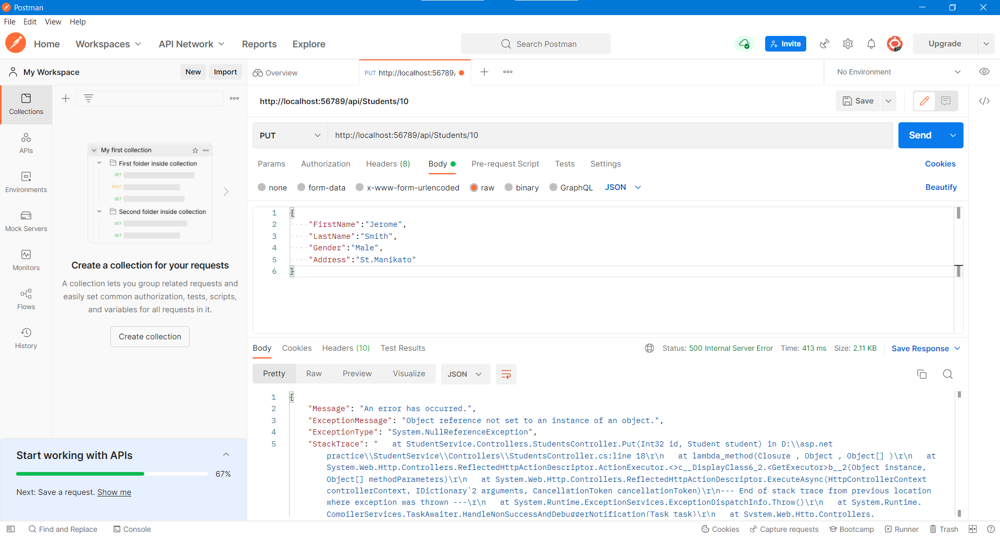 Postman
File Edit View Help
Home Workspaces API Network Reports Explore
Search Postman
Invite
Upgrade
My Workspace
New Import
Overview
PUT http://localhost:56789/
No Environment
Collections
APIs
Environments
Mock Servers
Monitors
Flows
History
My first collection
First folder inside collection
GET
POST
GET
Second folder inside collection
GET
GET
Create a collection for your requests
A collection lets you group related requests and
easily set common authorization, tests, scripts,
and variables for all requests in it.
Create collection
Start working with APIs
67%
Next: Save a request. Show me
http://localhost:56789/api/Students/10
Save
PUT http://localhost:56789/api/Students/10
Send
Params Authorization Headers (8) Body Pre-request Script Tests Settings
Cookies
none form-data x-www-form-urlencoded raw binary GraphQL JSON
Beautify
1 {
2 "FirstName":"Jerome",
3 "LastName":"Smith",
4 "Gender":"Male",
5 "Address":"St.Manikato"
6 }
Body Cookies Headers (10) Test Results
Status: 500 Internal Server Error Time: 413 ms Size: 2.11 KB
Save Response
Pretty Raw Preview Visualize JSON
1 {
2 "Message": "An error has occurred.",
3 "ExceptionMessage": "Object reference not set to an instance of an object.",
4 "ExceptionType": "System.NullReferenceException",
5 "StackTrace": "   at StudentService.Controllers.StudentsController.Put(Int32 id, Student student) in D:\\asp.net
practice\\StudentService\\Controllers\\StudentsController.cs:line 18\r\n   at lambda_method(Closure , Object , Object[] )\r\n   at
System.Web.Http.Controllers.ReflectedHttpActionDescriptor.ActionExecutor.<>c__DisplayClass6_2.<GetExecutor>b__2(Object instance,
Object[] methodParameters)\r\n   at System.Web.Http.Controllers.ReflectedHttpActionDescriptor.ExecuteAsync(HttpControllerContext
controllerContext, IDictionary`2 arguments, CancellationToken cancellationToken)\r\n--- End of stack trace from previous location
where exception was thrown ---\r\n   at System.Runtime.ExceptionServices.ExceptionDispatchInfo.Throw()\r\n   at System.Runtime.
CompilerServices.TaskAwaiter.HandleNonSuccessAndDebuggerNotification(Task task)\r\n   at System.Web.Http.Controllers.
Find and Replace Console
Cookies Capture requests Bootcamp Runner Trash